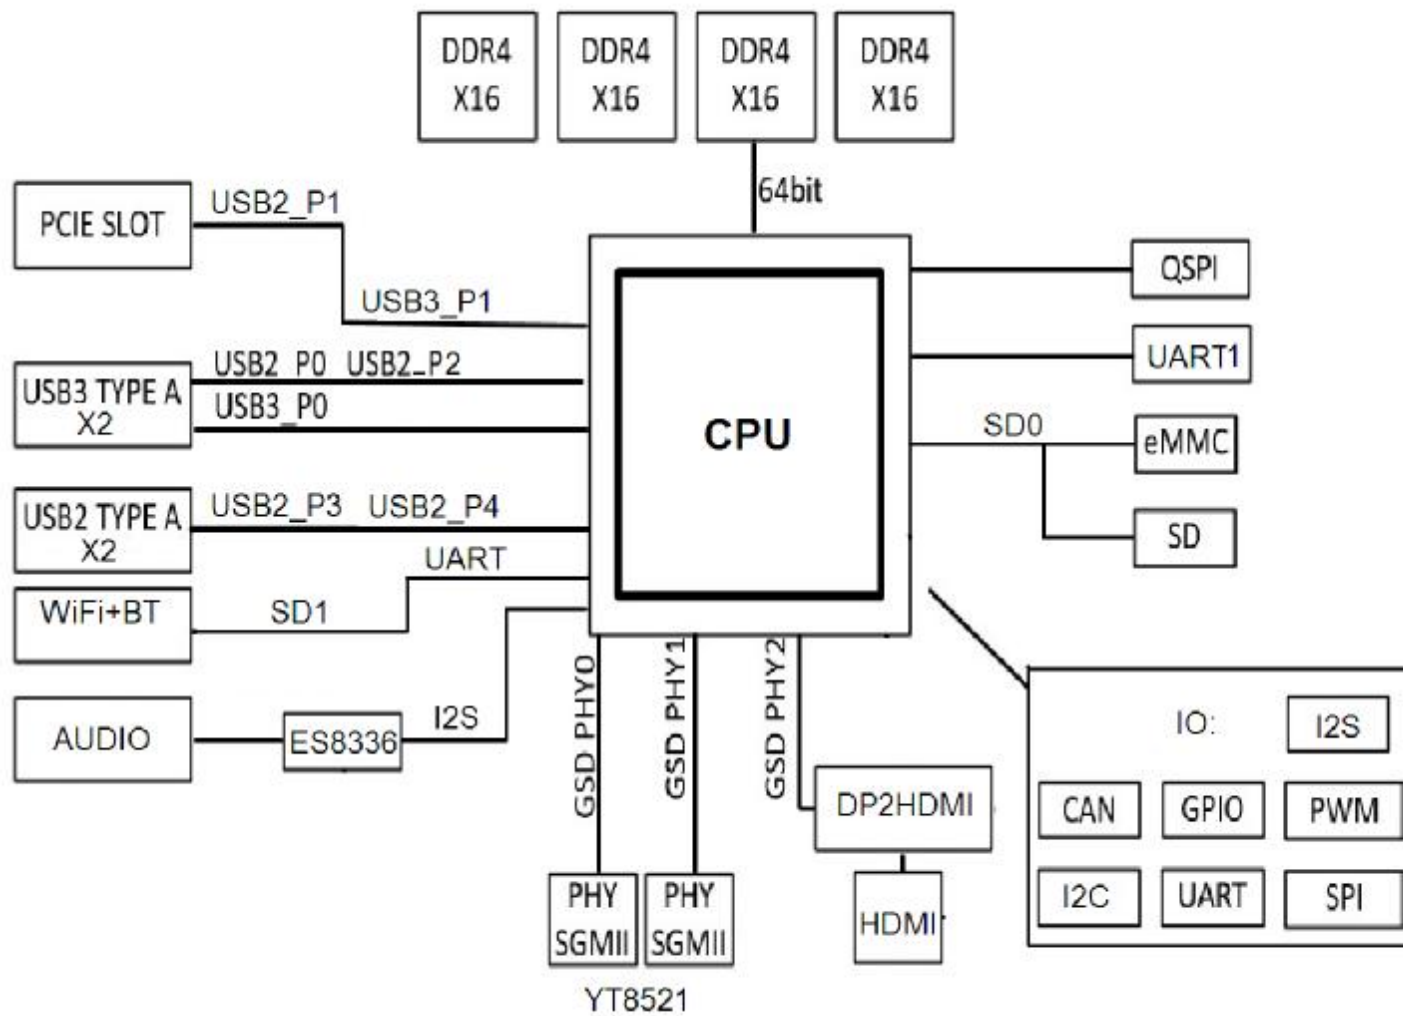 DDR4
X16
DDR4
X16
DDR4
X16
DDR4
X16
64bit
PCIE SLOT
USB2_P1
USB3_P1
USB3 TYPE A
X2
USB2_P0 USB2_P2
USB3_P0
USB2 TYPE A
X2
USB2_P3 USB2_P4
WiFi+BT
UART
SD1
AUDIO
ES8336
I2S
CPU
QSPI
UART1
SD0
eMMC
SD
GSD PHY0
GSD PHY1
GSD PHY2
PHY
SGMII
PHY
SGMII
YT8521
DP2HDMI
HDMI
IO:
I2S
CAN
GPIO
PWM
I2C
UART
SPI